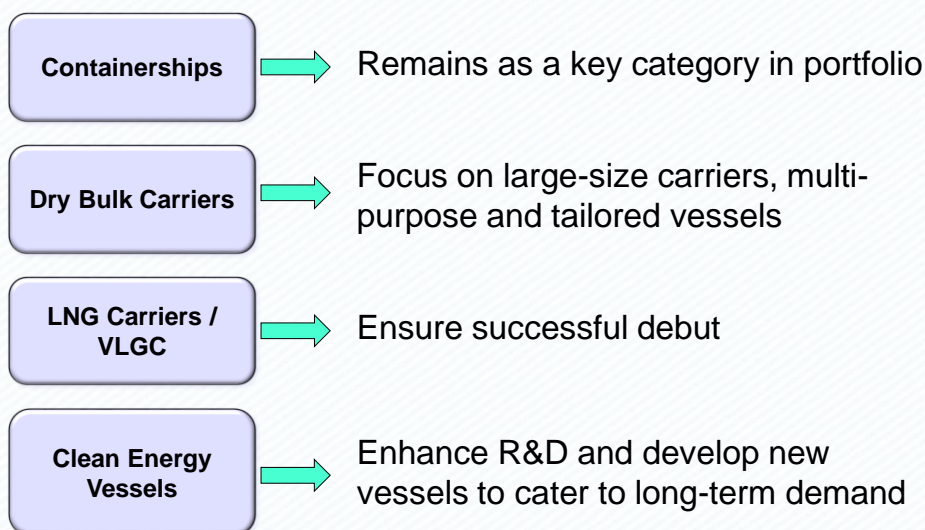 Containerships
Remains as a key category in portfolio
Dry Bulk Carriers
Focus on large-size carriers, multi-
purpose and tailored vessels
LNG Carriers /
VLGC
Ensure successful debut
Clean Energy
Vessels
Enhance R&D and develop new
vessels to cater to long-term demand